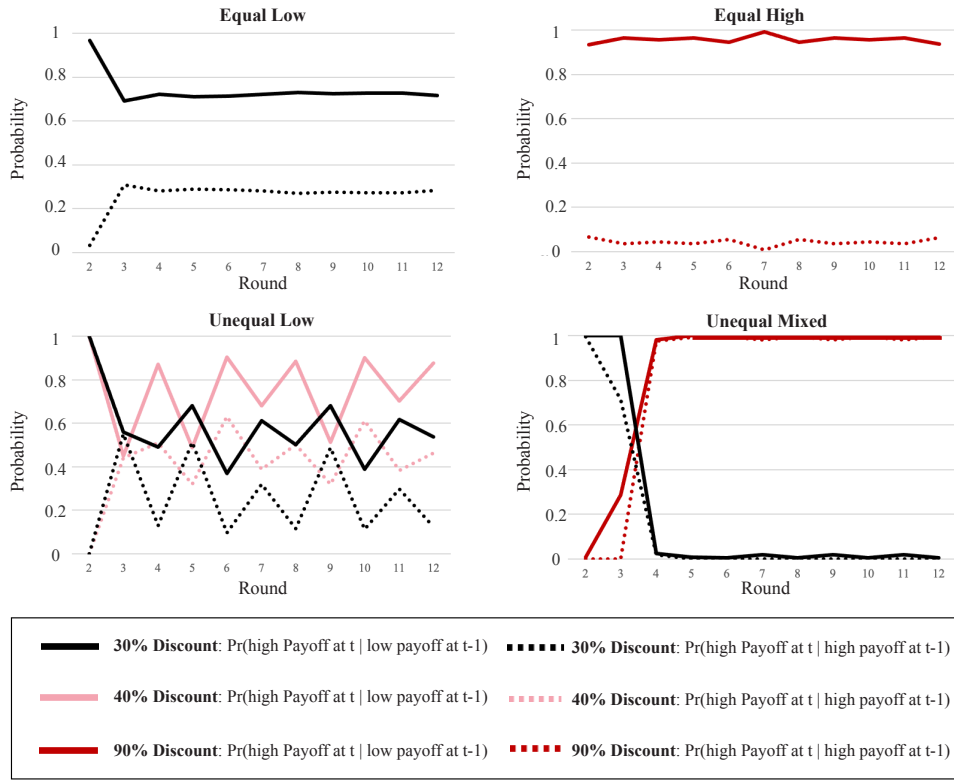 Equal Low
Probability
1
0.8
0.6
0.4
0.2
0
2 3 4 5 6 7 8 9 10 11 12
Round
Equal High
Probability
1
0.8
0.6
0.4
0.2
0
2 3 4 5 6 7 8 9 10 11 12
Round
Unequal Low
Probability
1
0.8
0.6
0.4
0.2
0
2 3 4 5 6 7 8 9 10 11 12
Round
Unequal Mixed
Probability
1
0.8
0.6
0.4
0.2
0
2 3 4 5 6 7 8 9 10 11 12
Round
30% Discount: Pr(high Payoff at t | low payoff at t-1)
30% Discount: Pr(high Payoff at t | high payoff at t-1)
40% Discount: Pr(high Payoff at t | low payoff at t-1)
40% Discount: Pr(high Payoff at t | high payoff at t-1)
90% Discount: Pr(high Payoff at t | low payoff at t-1)
90% Discount: Pr(high Payoff at t | high payoff at t-1)